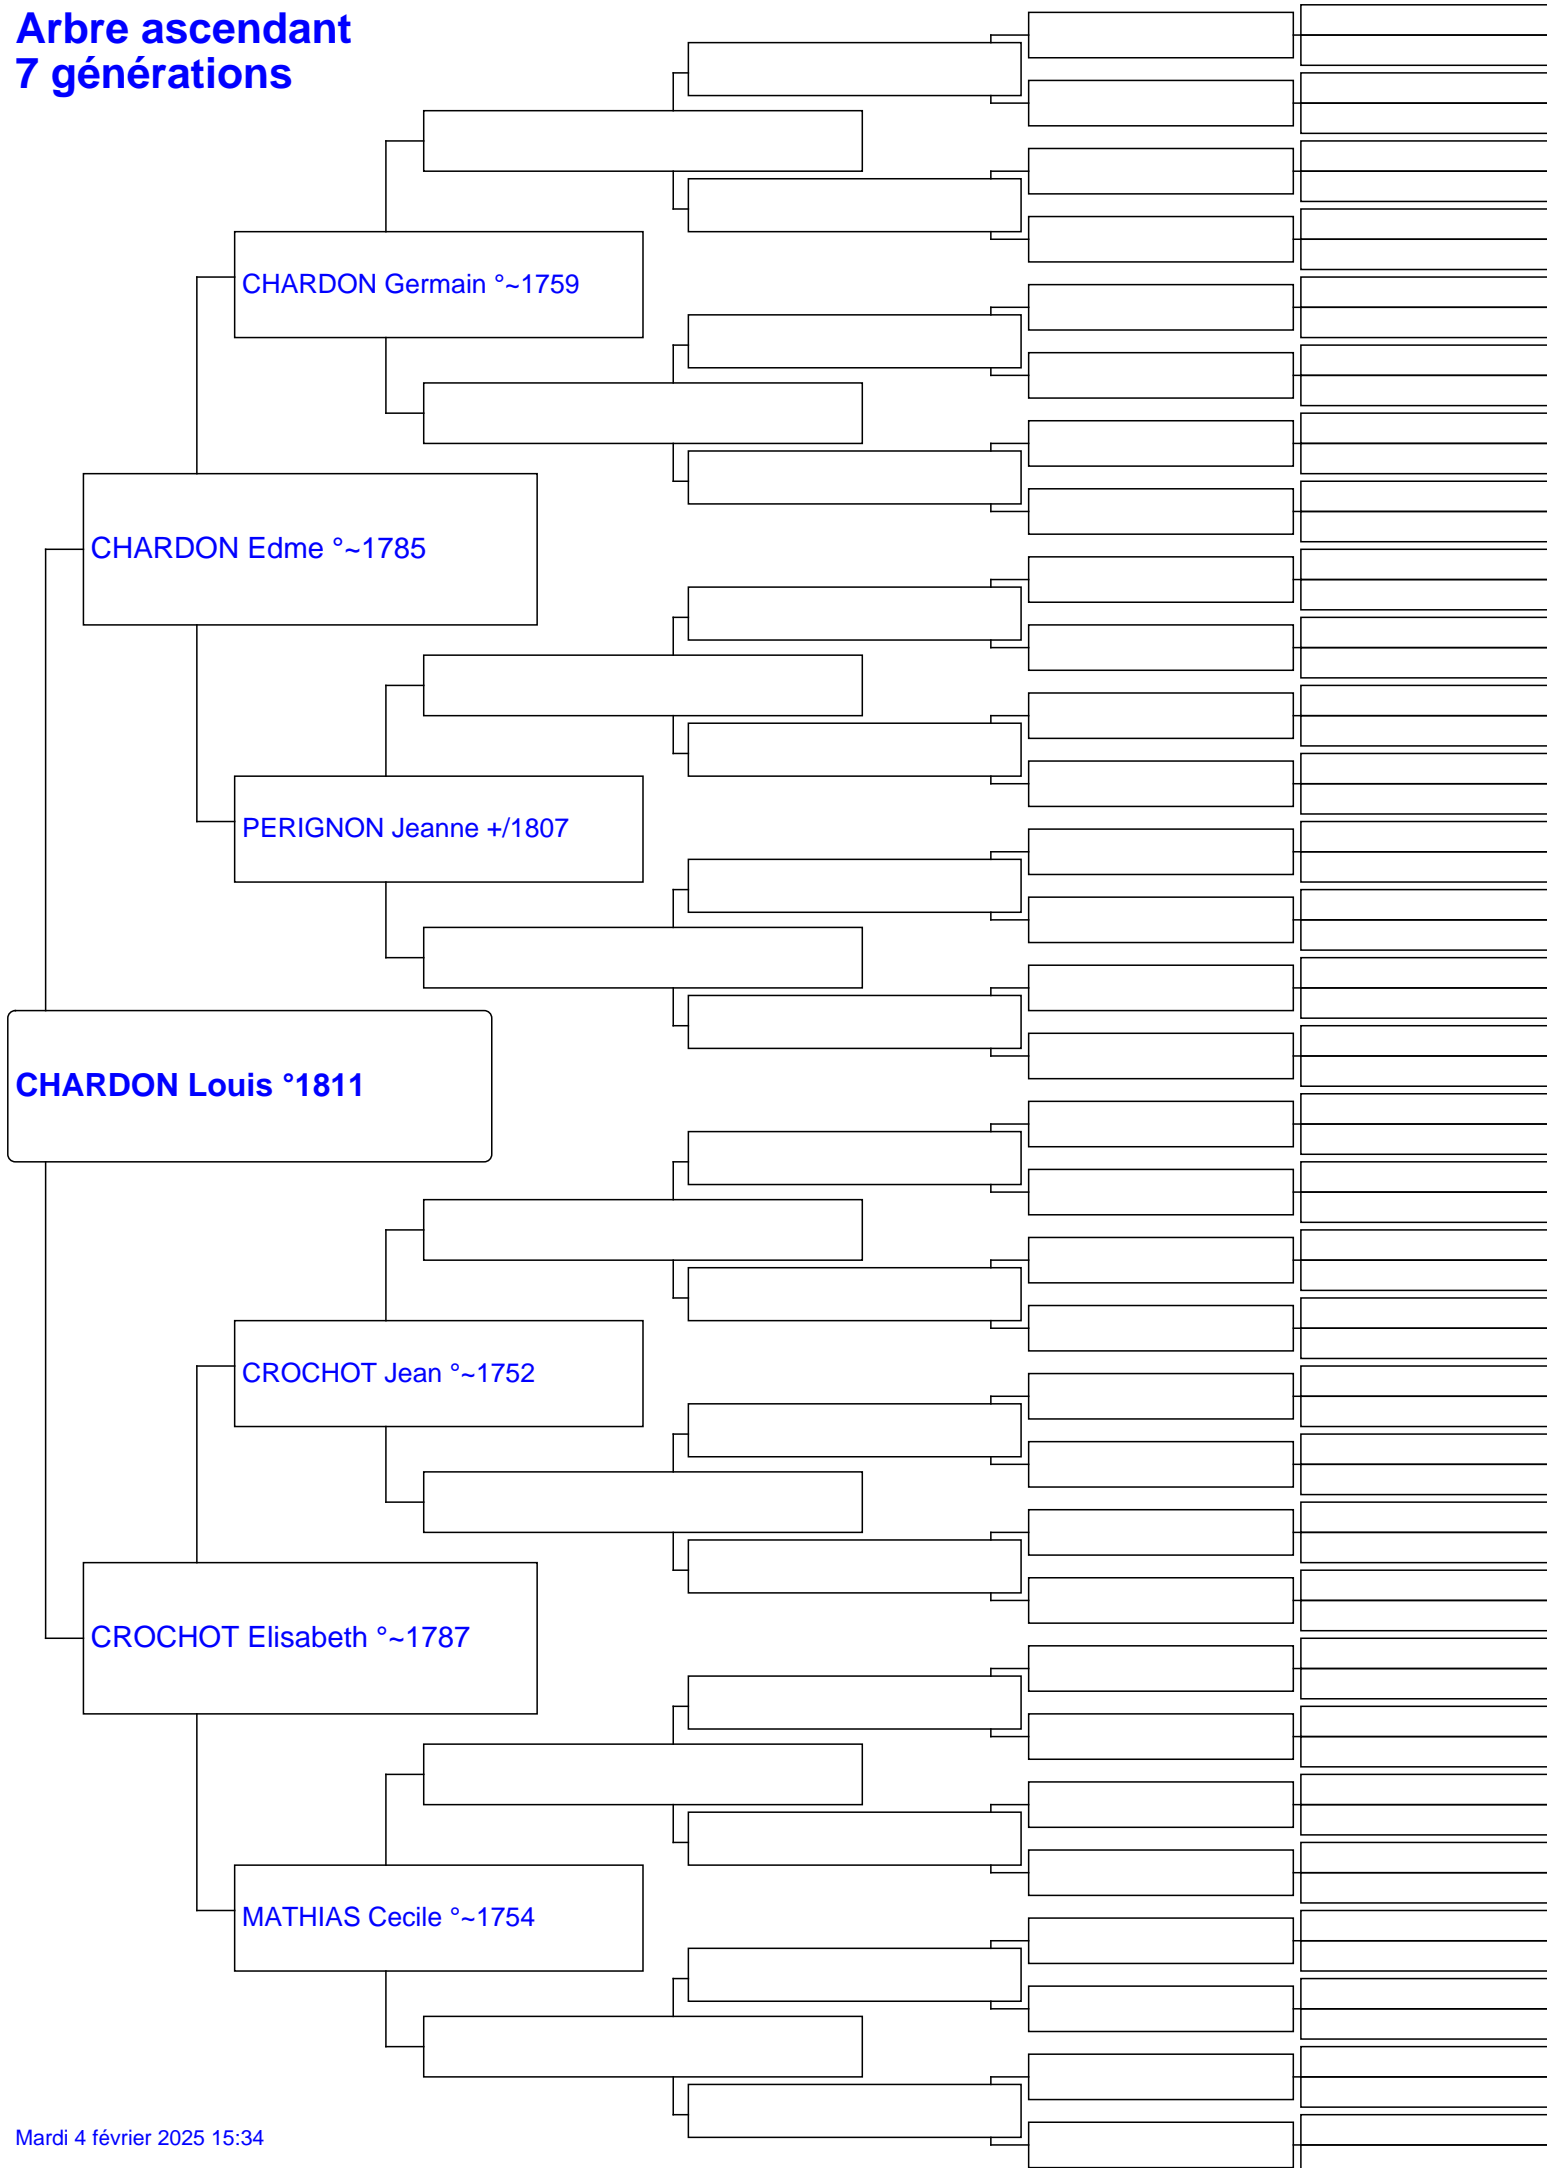 Arbre ascendant
7 générations
CHARDON Germain °~1759
CHARDON Edme °~1785
PERIGNON Jeanne +/1807
CHARDON Louis °1811
CROCHOT Jean °~1752
CROCHOT Elisabeth °~1787
MATHIAS Cecile °~1754
Mardi 4 février 2025 15:34